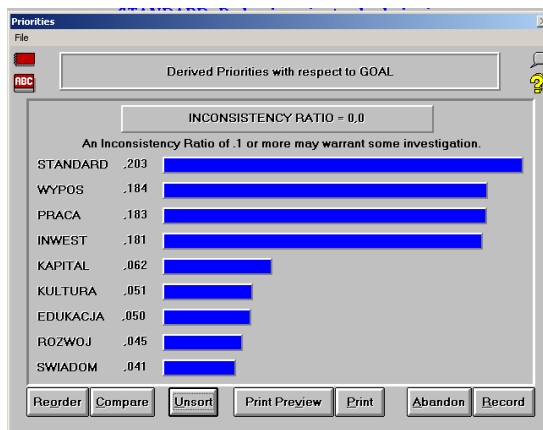 Priorities
File
ABC
Derived Priorities with respect to GOAL
INCONSISTENCY RATIO = 0,0
An Inconsistency Ratio of .1 or more may warrant some investigation.
STANDARD ,203
WYPOS ,184
PRACA ,183
INWEST ,181
KAPITAL ,062
KULTURA ,051
EDUKACJA ,050
ROZWOJ ,045
SWIADOM ,041
Reorder Compare Unsort Print Preview Print Abandon Record